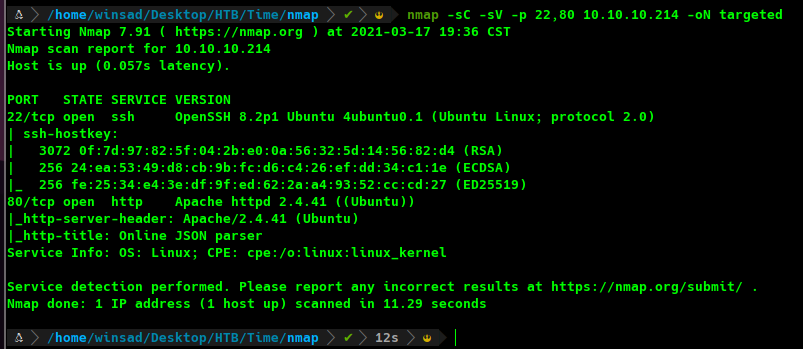 /home/winsad/Desktop/HTB/Time/nmap ✔ nmap -sC -sV -p 22,80 10.10.10.214 -oN targeted
Starting Nmap 7.91 ( https://nmap.org ) at 2021-03-17 19:36 CST
Nmap scan report for 10.10.10.214
Host is up (0.057s latency).

PORT   STATE SERVICE VERSION
22/tcp open  ssh     OpenSSH 8.2p1 Ubuntu 4ubuntu0.1 (Ubuntu Linux; protocol 2.0)
| ssh-hostkey:
|   3072 0f:7d:97:82:5f:04:2b:e0:0a:56:32:5d:14:56:82:d4 (RSA)
|   256 24:ea:53:49:d8:cb:9b:fc:d6:c4:26:ef:dd:34:c1:1e (ECDSA)
|_  256 fe:25:34:e4:3e:df:9f:ed:62:2a:a4:93:52:cc:cd:27 (ED25519)
80/tcp open  http    Apache httpd 2.4.41 ((Ubuntu))
|_http-server-header: Apache/2.4.41 (Ubuntu)
|_http-title: Online JSON parser
Service Info: OS: Linux; CPE: cpe:/o:linux:linux_kernel

Service detection performed. Please report any incorrect results at https://nmap.org/submit/ .
Nmap done: 1 IP address (1 host up) scanned in 11.29 seconds

/home/winsad/Desktop/HTB/Time/nmap ✔ 12s